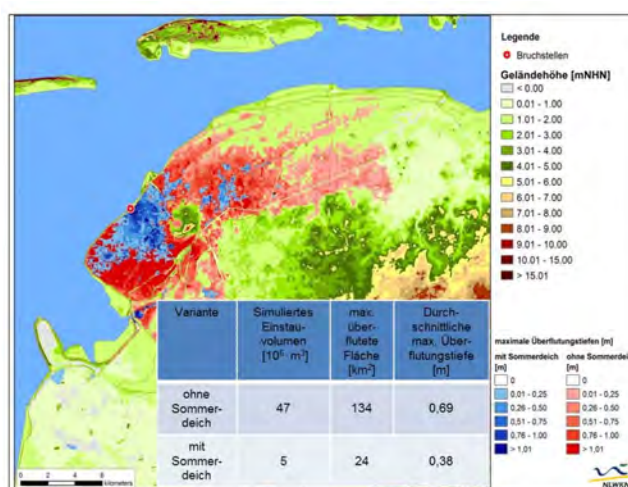 Legende
Bruchstellen
Geländehöhe [mNHN]
< 0.00
0.01 - 1.00
1.01 - 2.00
2.01 - 3.00
3.01 - 4.00
4.01 - 5.00
5.01 - 6.00
6.01 - 7.00
7.01 - 8.00
8.01 - 9.00
9.01 - 10.00
10.01 - 15.00
> 15.01
Variante
Simuliertes
Einstau-
volumen
[10⁶ · m³]
max.
über-
flutete
Fläche
[km²]
Durch-
schnittliche
max. Über-
flutungstiefe
[m]
ohne
Sommer-
deich
47
134
0,69
mit
Sommer-
deich
5
24
0,38
maximale Überflutungstiefen [m]
mit Sommerdeich
[m]
0
0,01 - 0,25
0,26 - 0,50
0,51 - 0,75
0,76 - 1,00
> 1,01
ohne Sommerdei
[m]
0
0,01 - 0,25
0,26 - 0,50
0,51 - 0,75
0,76 - 1,00
> 1,01
0 2 4 6 8
Kilometers
NLWKN